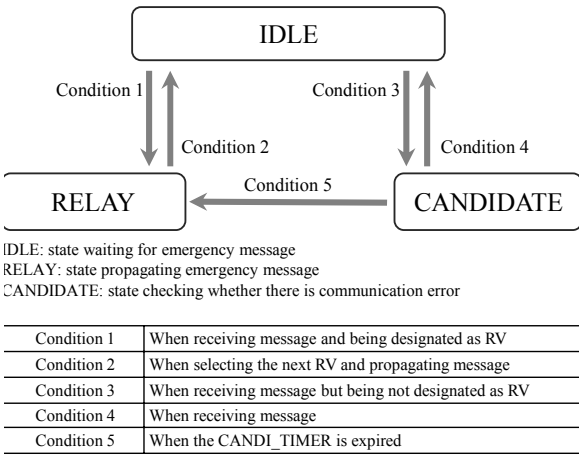 IDLE
Condition 1
Condition 3
Condition 2
Condition 4
Condition 5
RELAY
CANDIDATE
IDLE: state waiting for emergency message
RELAY: state propagating emergency message
CANDIDATE: state checking whether there is communication error
Condition 1 When receiving message and being designated as RV
Condition 2 When selecting the next RV and propagating message
Condition 3 When receiving message but being not designated as RV
Condition 4 When receiving message
Condition 5 When the CANDI_TIMER is expired